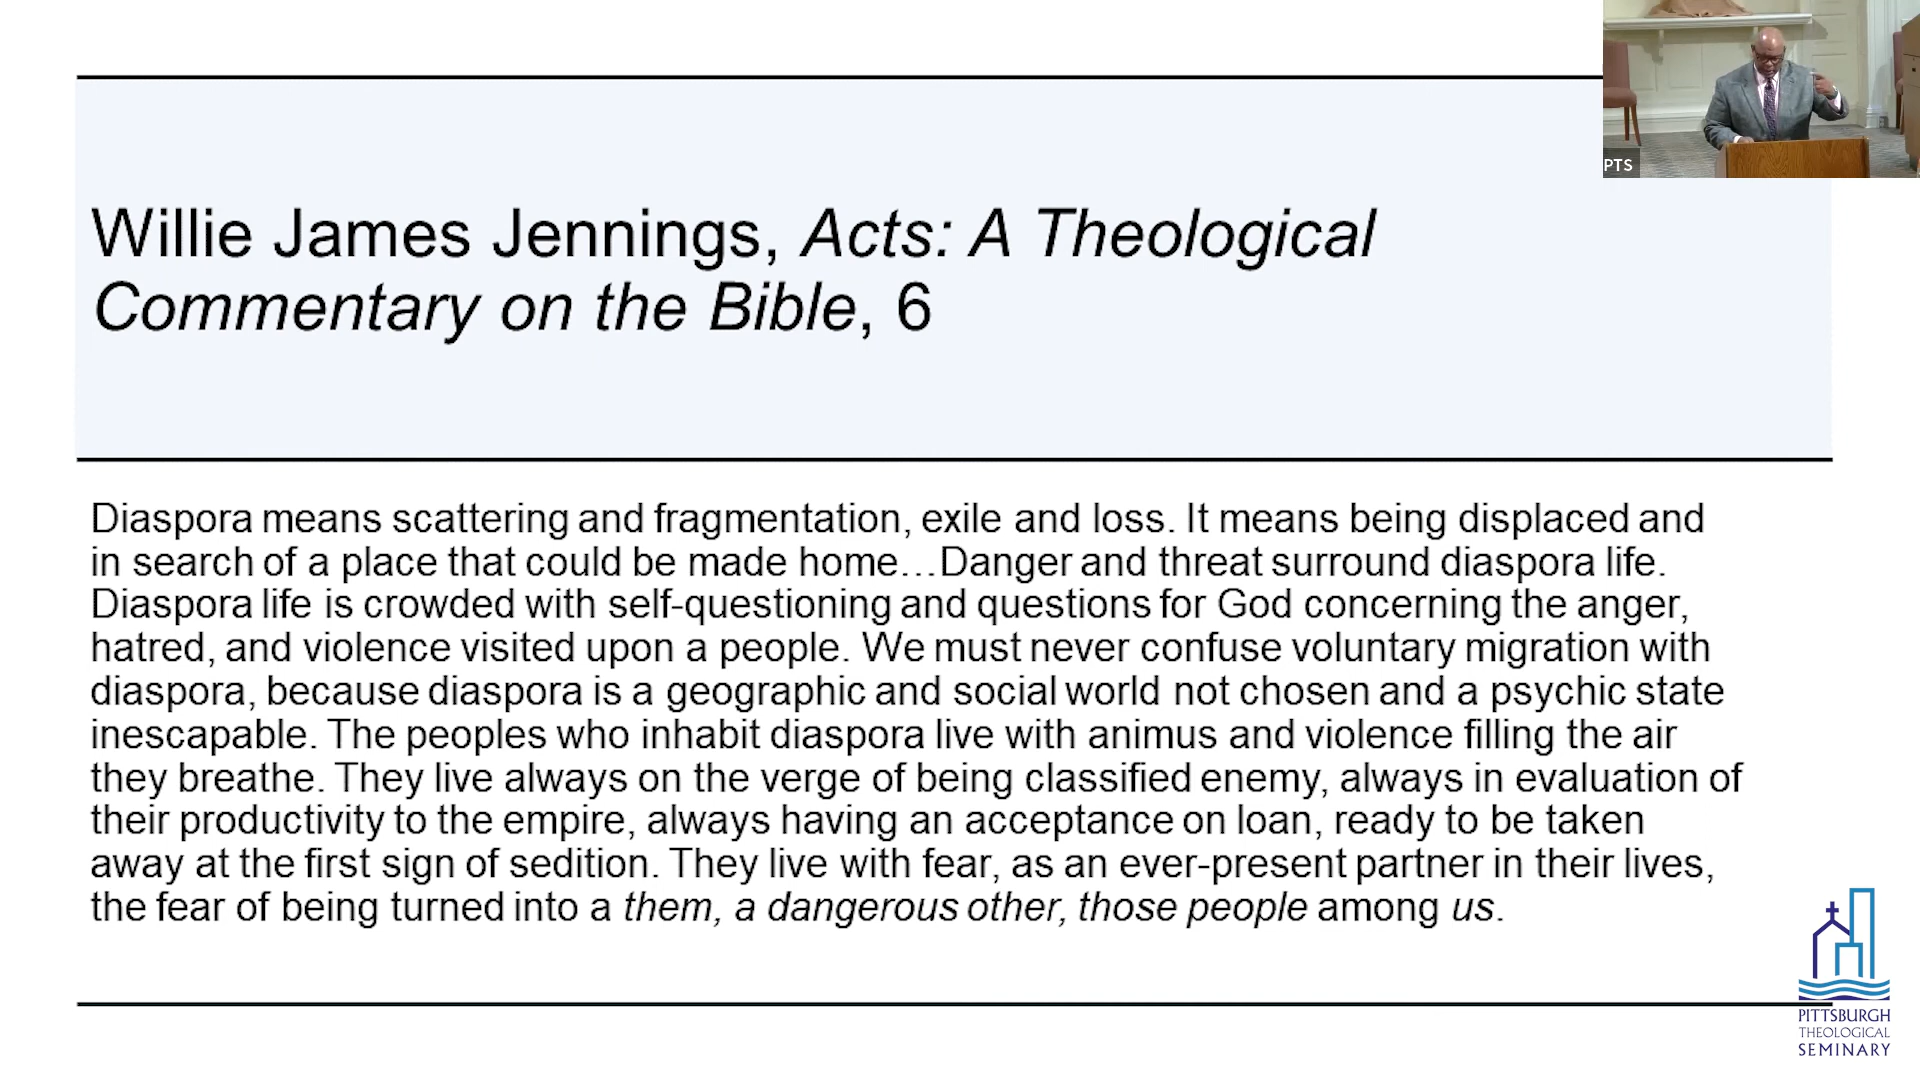 PTS
Willie James Jennings, Acts: A Theological
Commentary on the Bible, 6
Diaspora means scattering and fragmentation, exile and loss. It means being displaced and
in search of a place that could be made home…Danger and threat surround diaspora life.
Diaspora life is crowded with self-questioning and questions for God concerning the anger,
hatred, and violence visited upon a people. We must never confuse voluntary migration with
diaspora, because diaspora is a geographic and social world not chosen and a psychic state
inescapable. The peoples who inhabit diaspora live with animus and violence filling the air
they breathe. They live always on the verge of being classified enemy, always in evaluation of
their productivity to the empire, always having an acceptance on loan, ready to be taken
away at the first sign of sedition. They live with fear, as an ever-present partner in their lives,
the fear of being turned into a them, a dangerous other, those people among us.
PITTSBURGH
THEOLOGICAL
SEMINARY